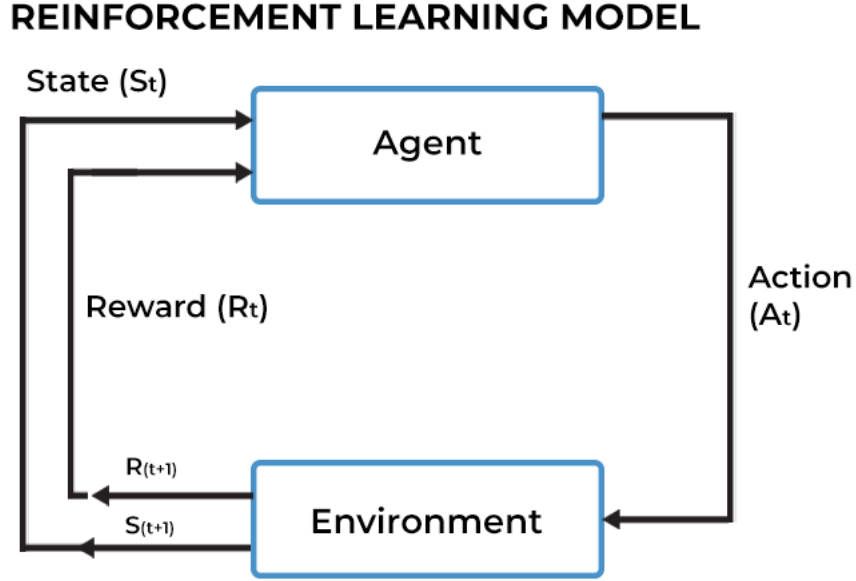 REINFORCEMENT LEARNING MODEL
State (St)
Agent
Action
(At)
Reward (Rt)
R(t+1)
S(t+1)
Environment